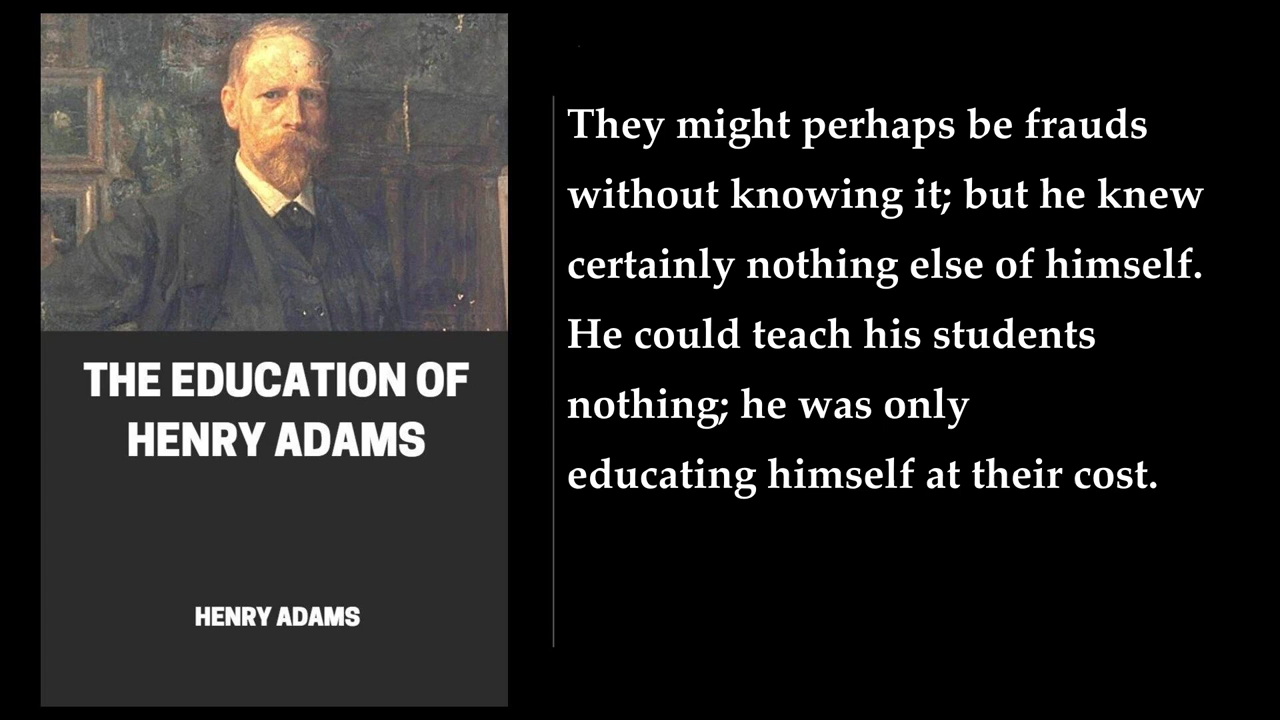 THE EDUCATION OF
HENRY ADAMS
HENRY ADAMS
They might perhaps be frauds
without knowing it; but he knew
certainly nothing else of himself.
He could teach his students
nothing; he was only
educating himself at their cost.